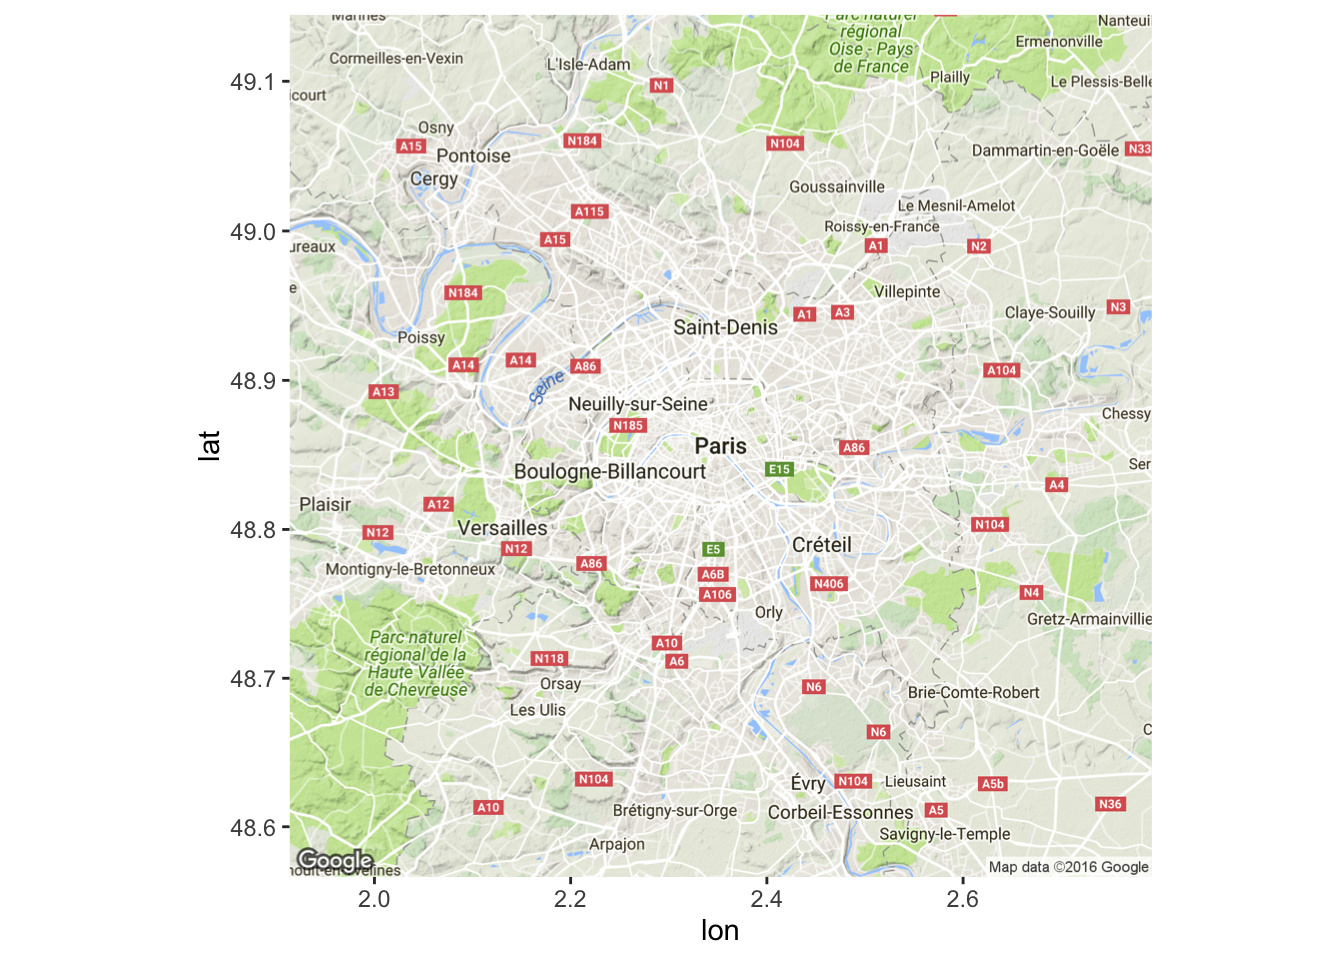 Marines
Parc naturel
régional
Oise - Pays
de France
Nanteuil
Ermenonville
Cormeilles-en-Vexin
L'Isle-Adam
Plailly
Le Plessis-Belle
49.1
N1
court
Osny
A15
Pontoise
N184
N104
Dammartin-en-Goële
N33
Cergy
Goussainville
Le Mesnil-Amelot
A115
Roissy-en-France
49.0
A15
A1
N2
ureaux
e
N184
Villepinte
Claye-Souilly
N3
A1
A3
Poissy
Saint-Denis
A14
A14
A86
A104
48.9
A13
Seine
Neuilly-sur-Seine
Chessy
N185
Paris
A86
lat
Boulogne-Billancourt
E15
Ser
A4
Plaisir
A12
48.8
N12
Versailles
N104
N12
E5
Créteil
A86
Montigny-le-Bretonneux
A6B
N406
A106
N4
Orly
Gretz-Armainvillie
Parc naturel
régional de la
Haute Vallée
de Chevreuse
A10
N118
A6
48.7
Orsay
N6
Brie-Comte-Robert
Les Ulis
N6
C
N104
Évry
N104
Lieusaint
A5b
A10
Brétigny-sur-Orge
Corbeil-Essonnes
A5
N36
48.6
Savigny-le-Temple
Arpajon
Google
Map data ©2016 Google
2.0
2.2
2.4
2.6
lon